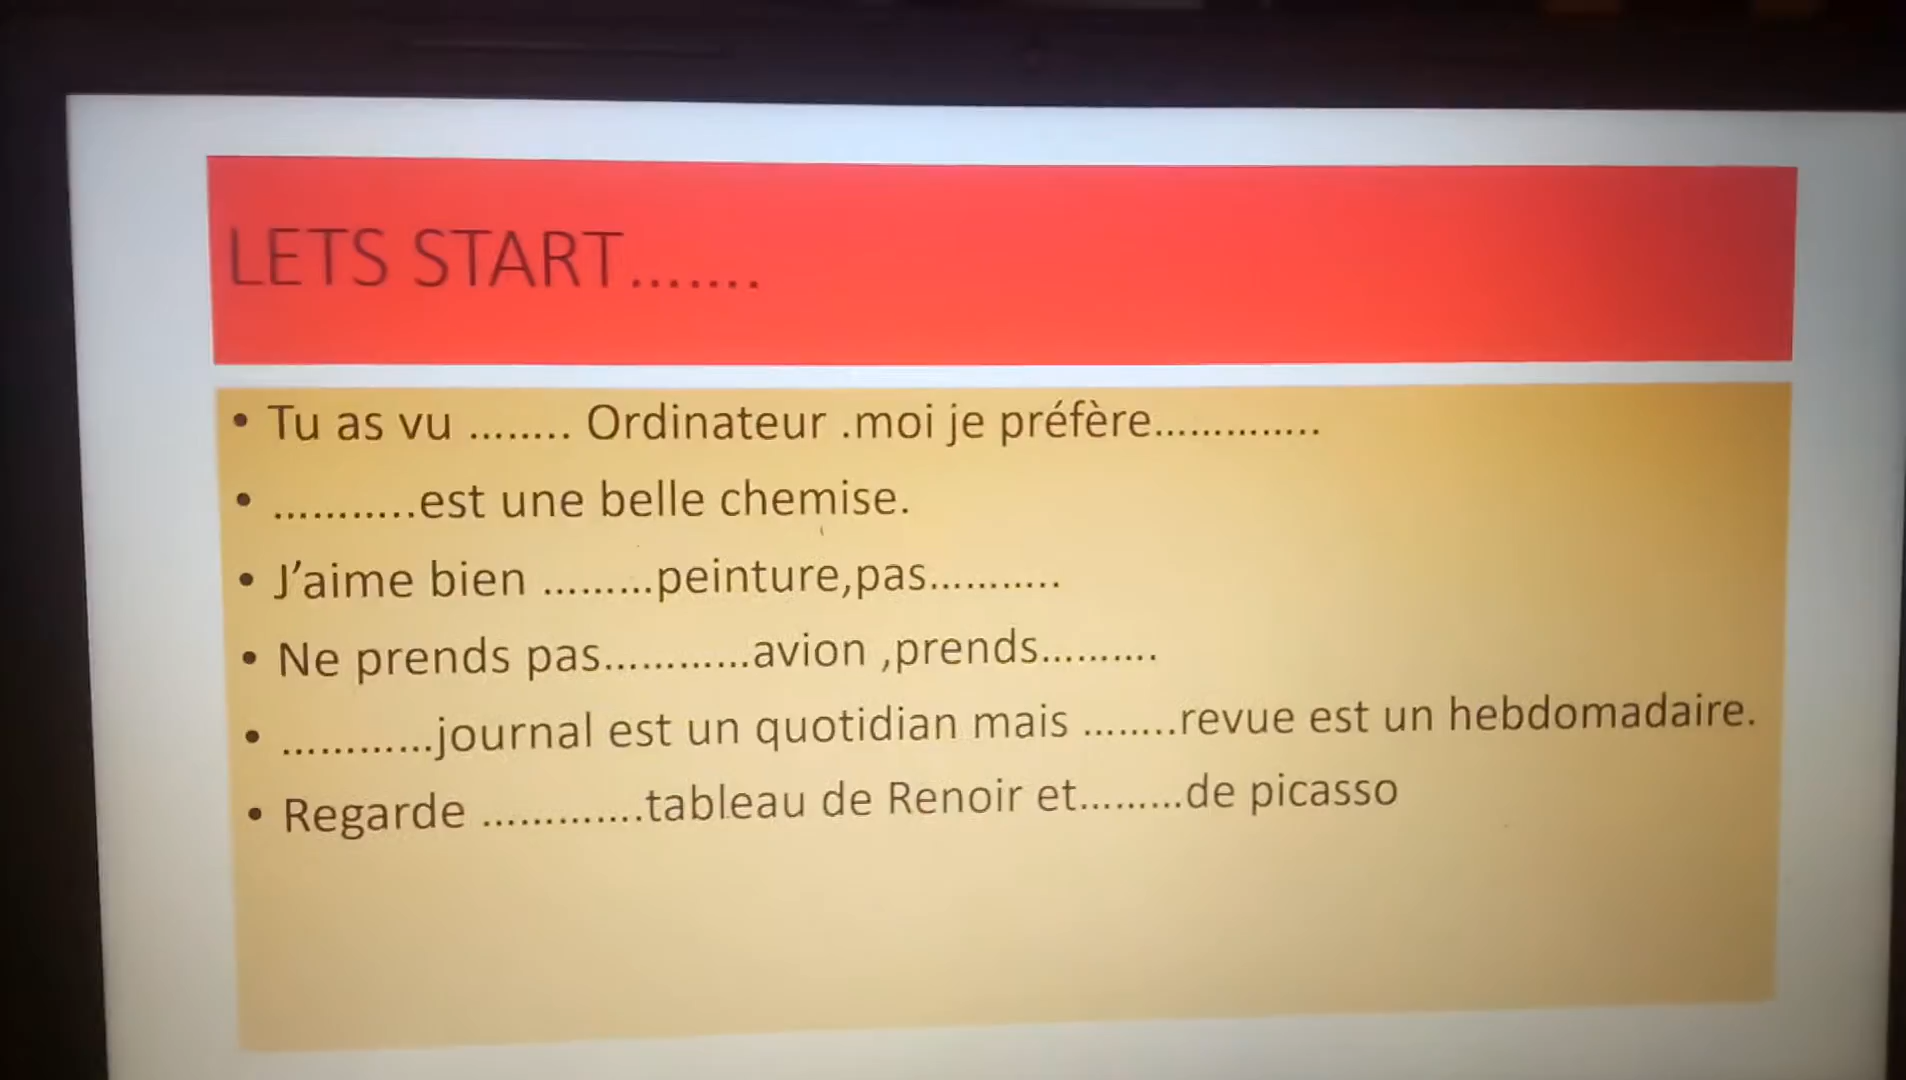 LETS START.......
• Tu as vu ........ Ordinateur .moi je préfère..............
• ...........est une belle chemise.
• J’aime bien .........peinture,pas...........
• Ne prends pas............avion ,prends..........
• ............journal est un quotidian mais ........revue est un hebdomadaire.
• Regarde .............tableau de Renoir et.........de picasso